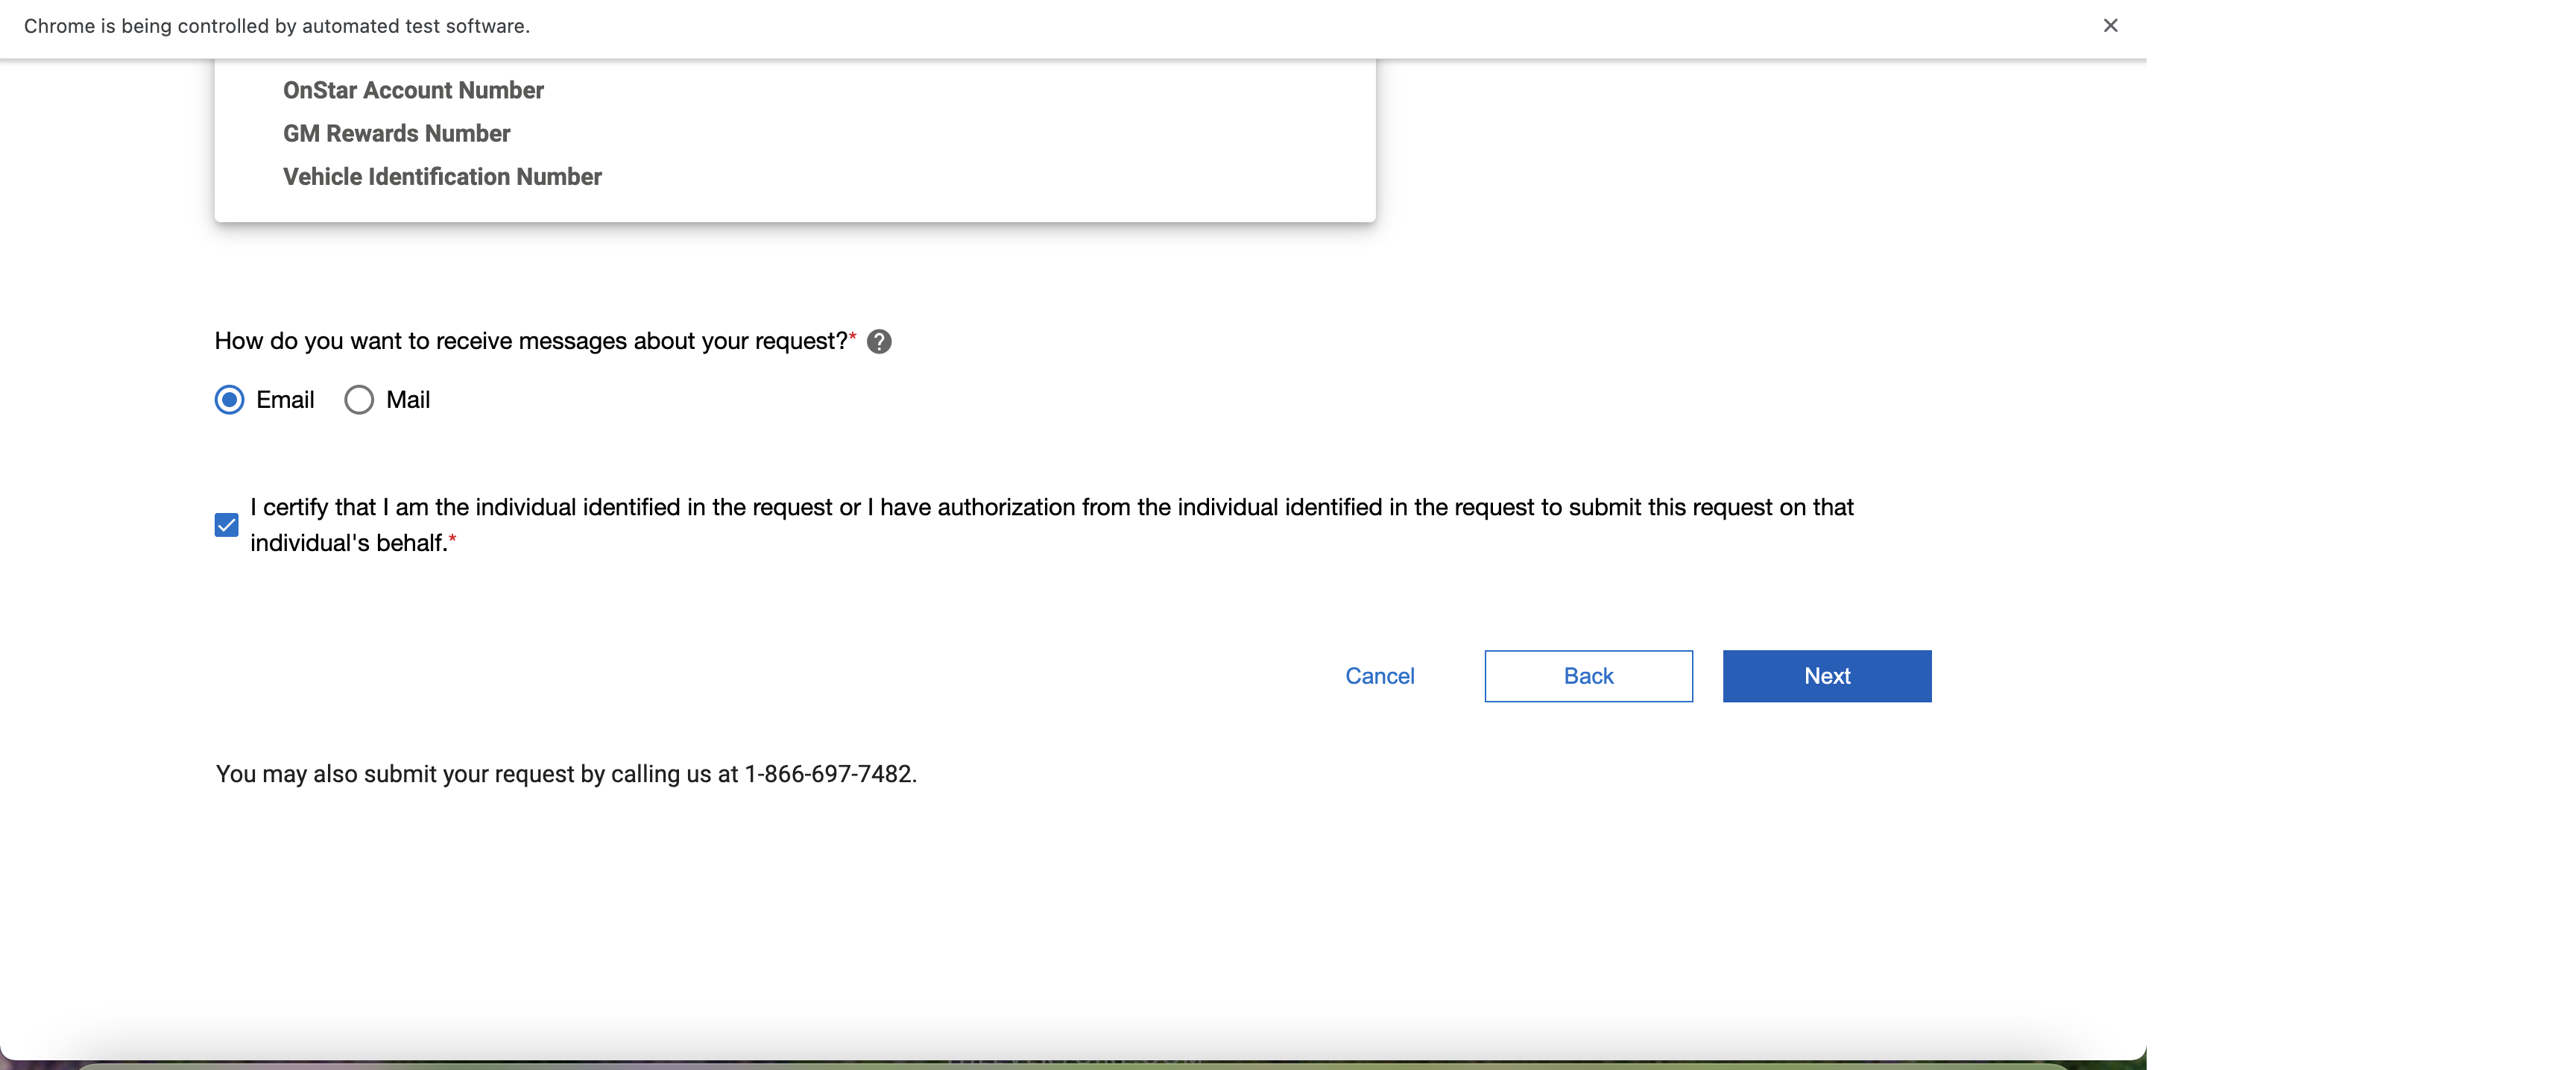 Chrome is being controlled by automated test software.
OnStar Account Number
GM Rewards Number
Vehicle Identification Number
How do you want to receive messages about your request?*
Email Mail
I certify that I am the individual identified in the request or I have authorization from the individual identified in the request to submit this request on that
individual's behalf.*
Cancel Back Next
You may also submit your request by calling us at 1-866-697-7482.